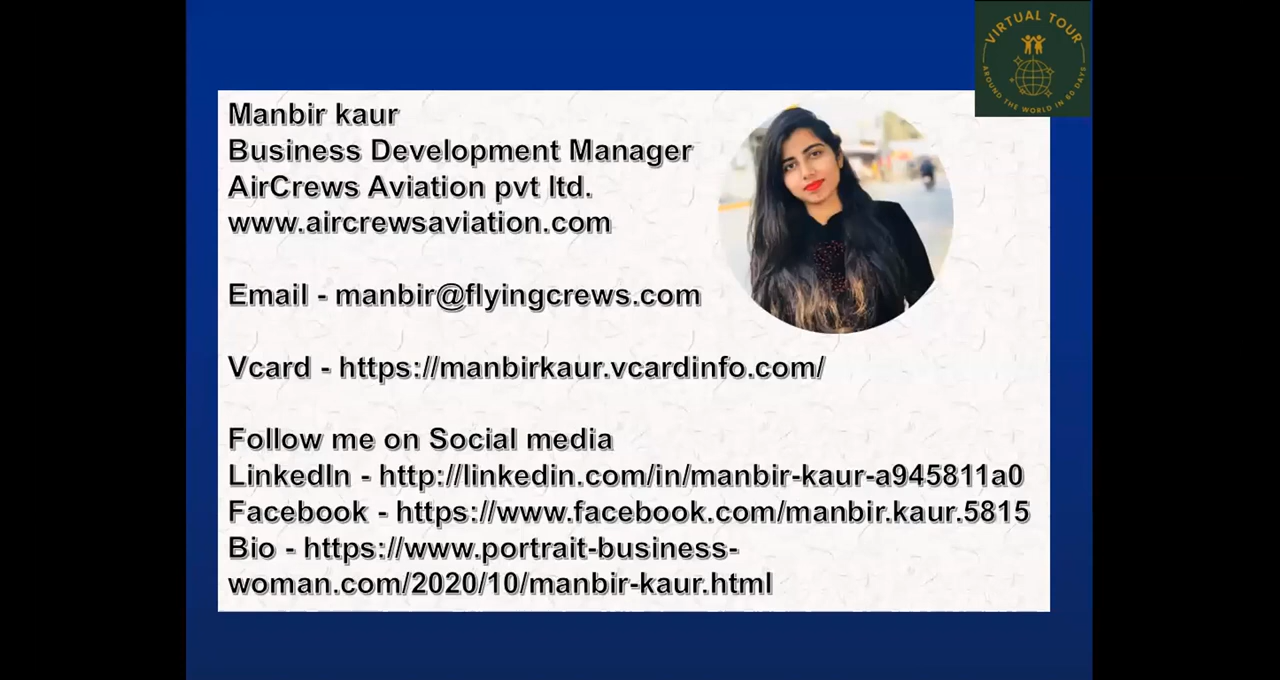 VIRTUAL TOUR
AROUND THE WORLD IN 80 DAYS
Manbir kaur
Business Development Manager
AirCrews Aviation pvt ltd.
www.aircrewsaviation.com
Email - manbir@flyingcrews.com
Vcard - https://manbirkaur.vcardinfo.com/
Follow me on Social media
LinkedIn - http://linkedin.com/in/manbir-kaur-a945811a0
Facebook - https://www.facebook.com/manbir.kaur.5815
Bio - https://www.portrait-business-
woman.com/2020/10/manbir-kaur.html